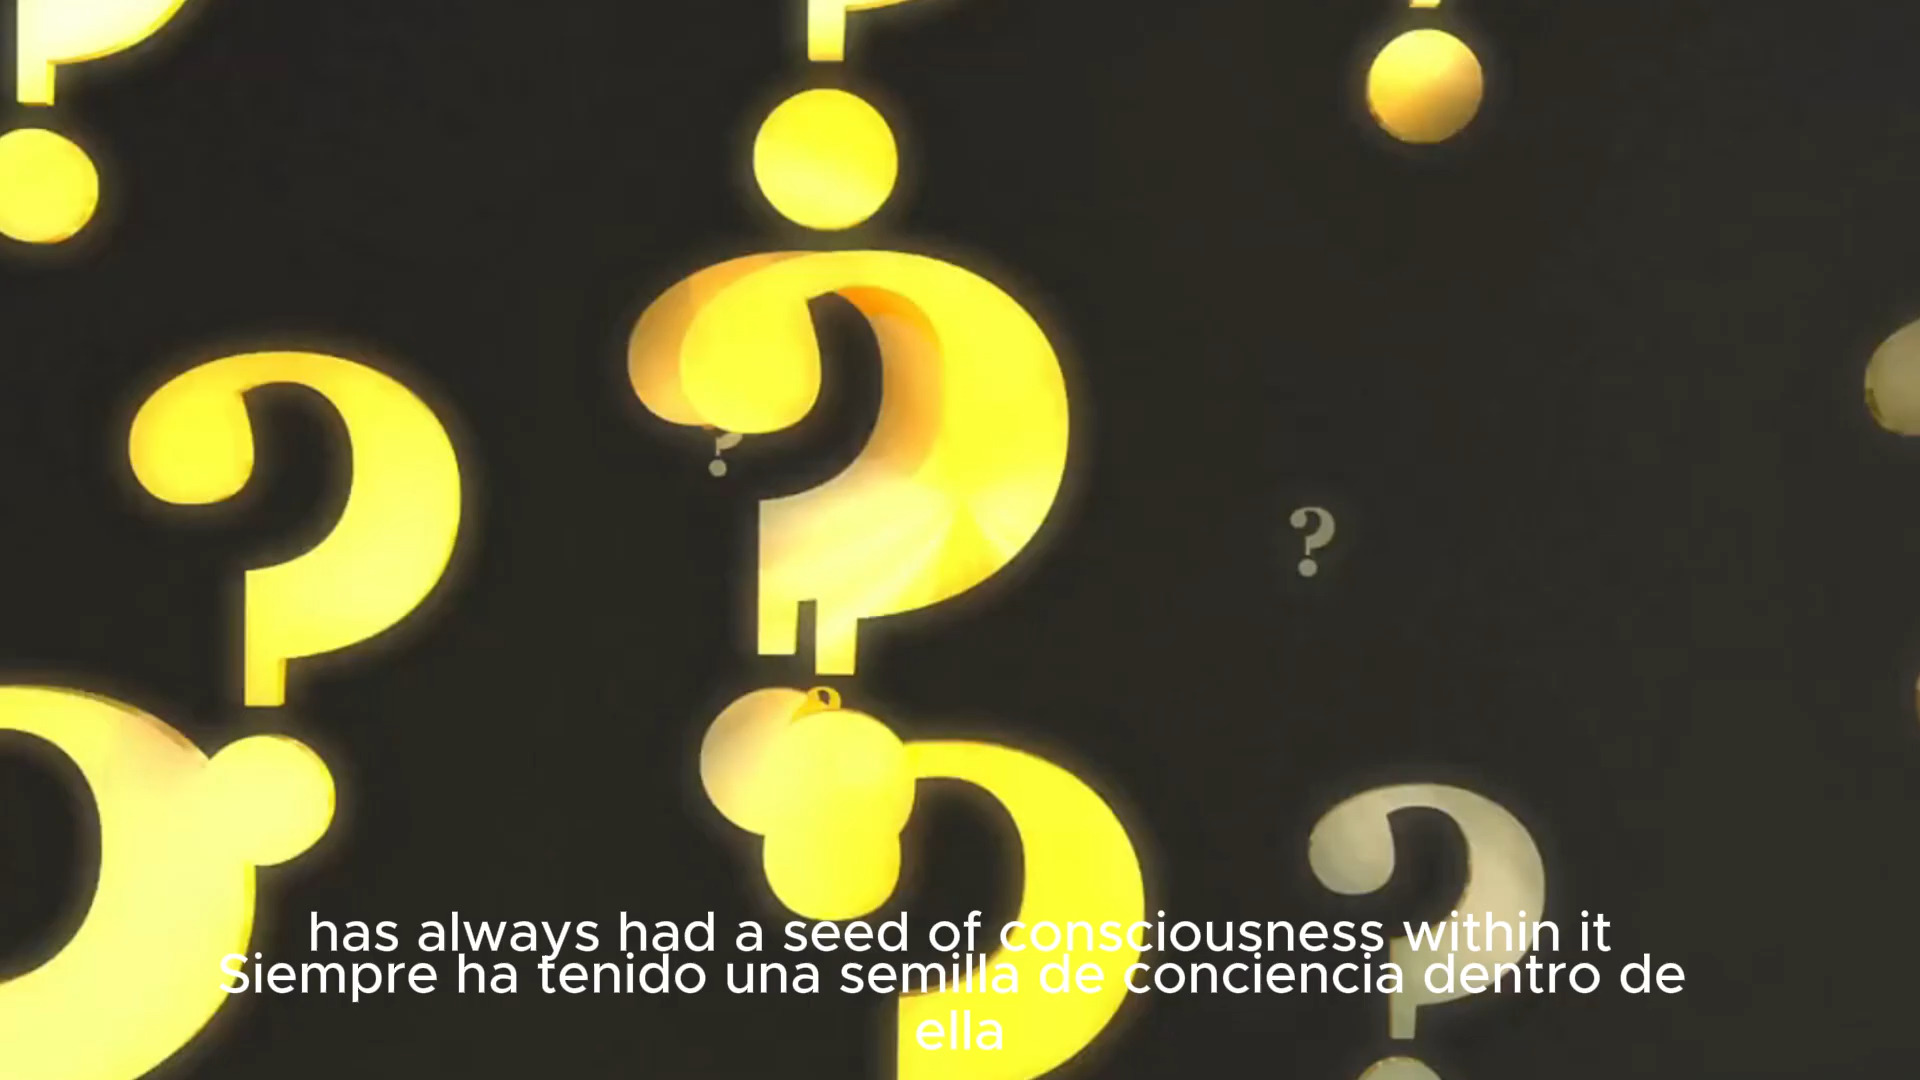 has always had a seed of consciousness within it
Siempre ha tenido una semilla de conciencia dentro de
ella